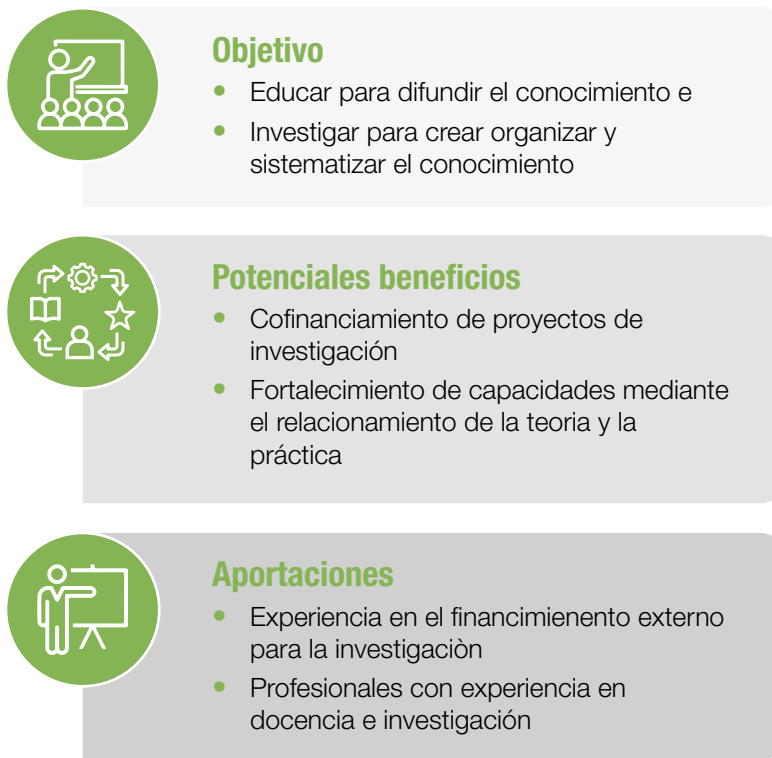 Objetivo
• Educar para difundir el conocimiento e
• Investigar para crear organizar y
sistematizar el conocimiento
Potenciales beneficios
• Cofinanciamiento de proyectos de
investigación
• Fortalecimiento de capacidades mediante
el relacionamiento de la teoria y la
práctica
Aportaciones
• Experiencia en el financimienento externo
para la investigaciòn
• Profesionales con experiencia en
docencia e investigación